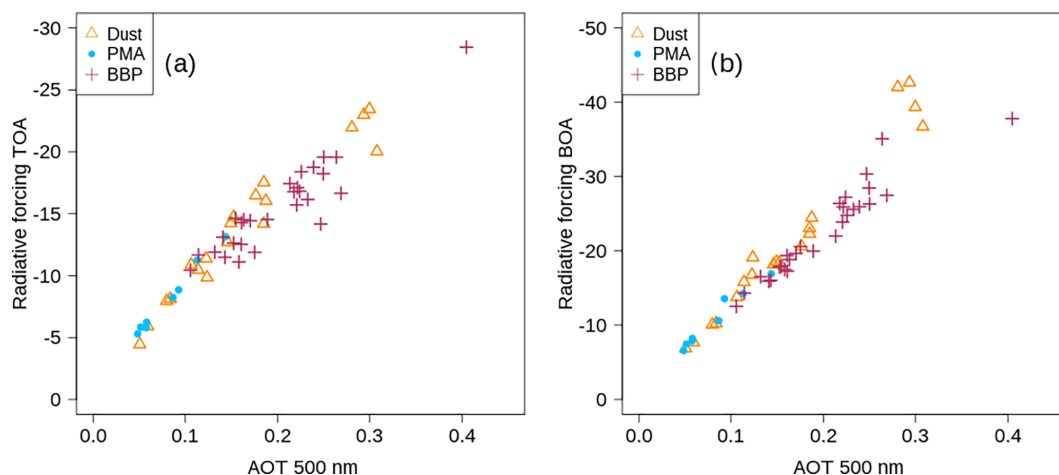 Radiative forcing TOA
-30
-25
-20
-15
-10
-5
0
Dust
PMA
BBP
(a)
0.0 0.1 0.2 0.3 0.4
AOT 500 nm
Radiative forcing BOA
-50
-40
-30
-20
-10
0
Dust
PMA
BBP
(b)
0.0 0.1 0.2 0.3 0.4
AOT 500 nm